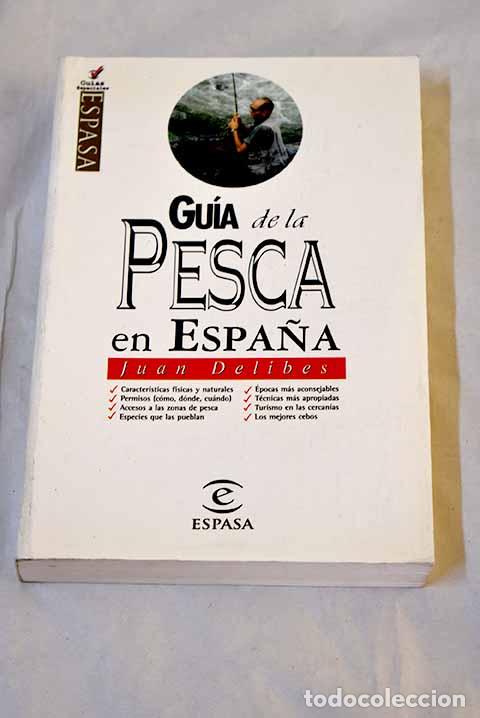 Guías
Especiales
ESPASA
GUÍA de la
PESCA
en ESPAÑA
Juan Delibes
Características físicas y naturales
Permisos (cómo, dónde, cuándo)
Accesos a las zonas de pesca
Especies que las pueblan
Épocas más aconsejables
Técnicas más apropiadas
Turismo en las cercanías
Los mejores cebos
e
ESPASA
todocoleccion